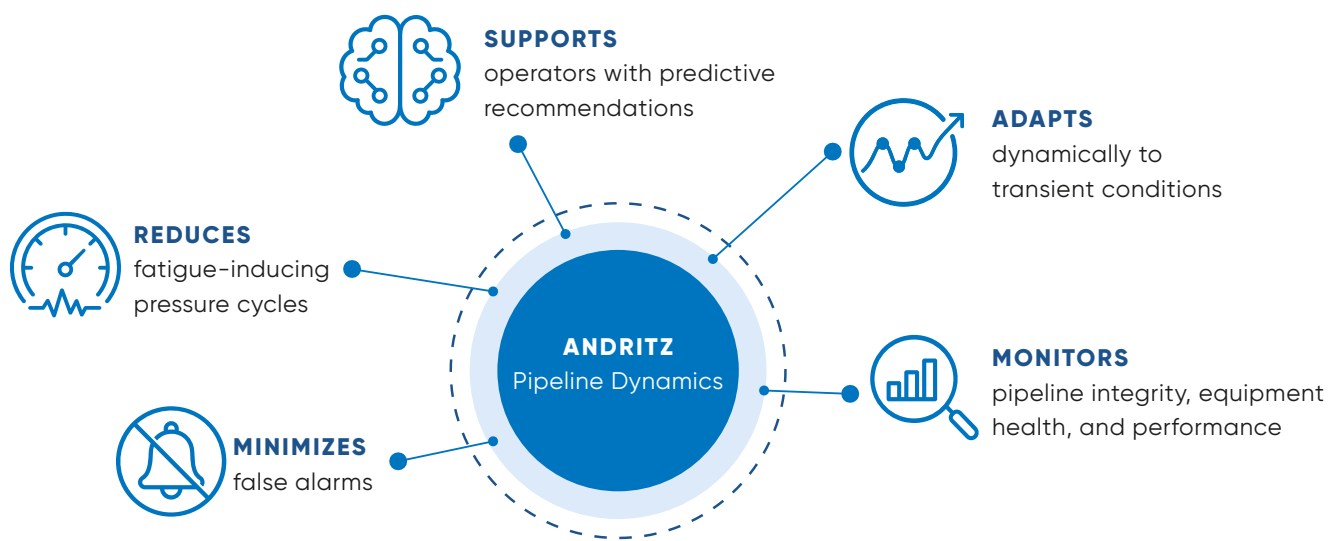 SUPPORTS
operators with predictive
recommendations
ADAPTS
dynamically to
transient conditions
REDUCES
fatigue-inducing
pressure cycles
ANDRITZ
Pipeline Dynamics
MONITORS
pipeline integrity, equipment
health, and performance
MINIMIZES
false alarms